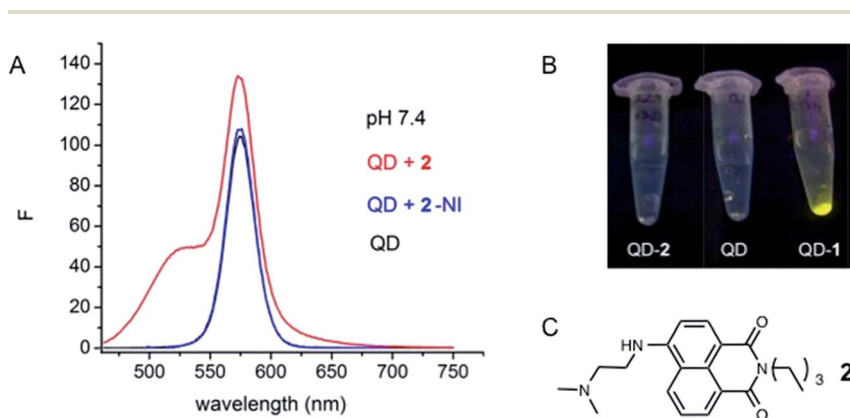 A
F
140
120
100
80
60
40
20
0
500
550
600
650
700
750
wavelength (nm)
pH 7.4
QD + 2
QD + 2-NI
QD
B
QD-2
QD
QD-1
C
HN
N
O
N
O
3
2